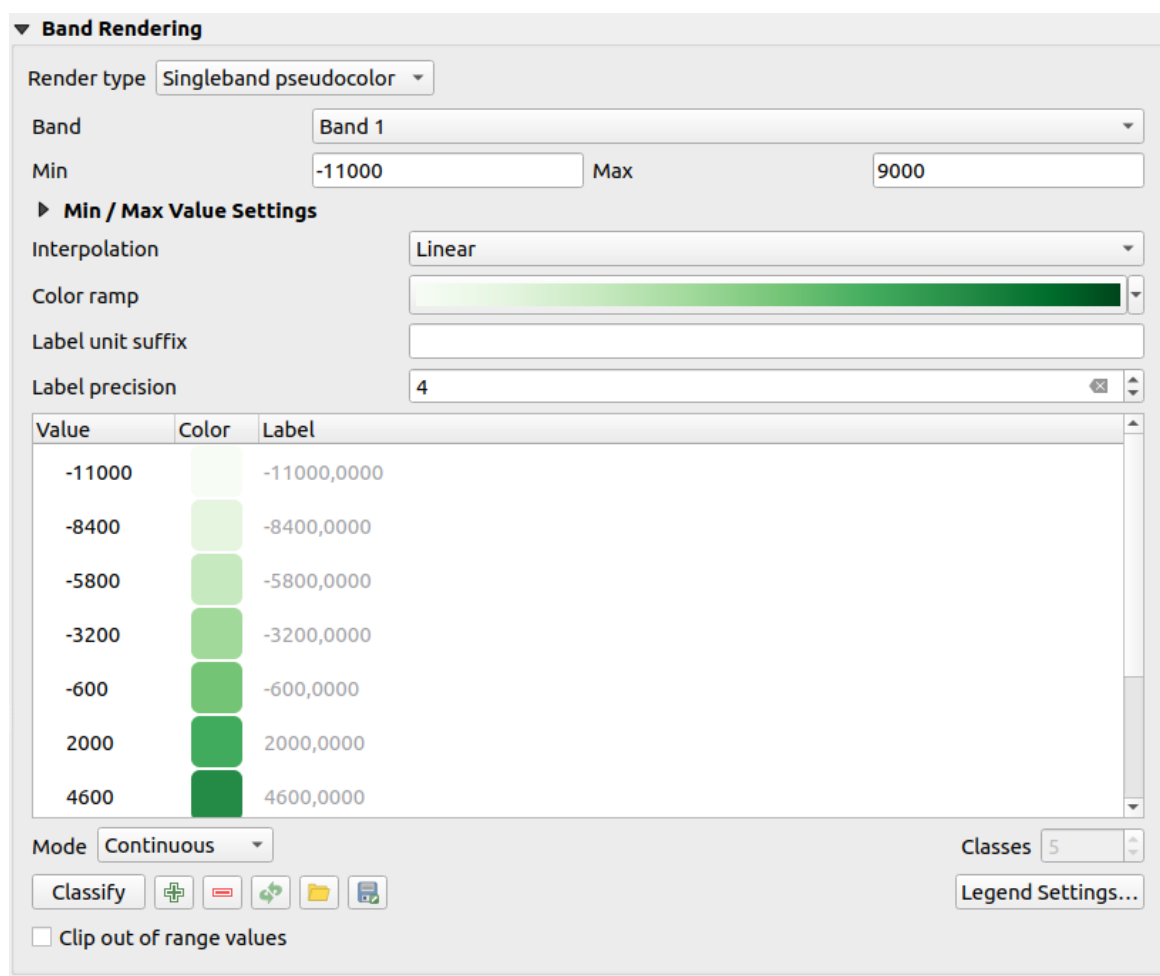 Band Rendering
Render type Singleband pseudocolor
Band Band 1
Min -11000 Max 9000
Min / Max Value Settings
Interpolation Linear
Color ramp
Label unit suffix
Label precision 4
Value Color Label
-11000 -11000,0000
-8400 -8400,0000
-5800 -5800,0000
-3200 -3200,0000
-600 -600,0000
2000 2000,0000
4600 4600,0000
Mode Continuous Classes 5
Classify Legend Settings...
Clip out of range values